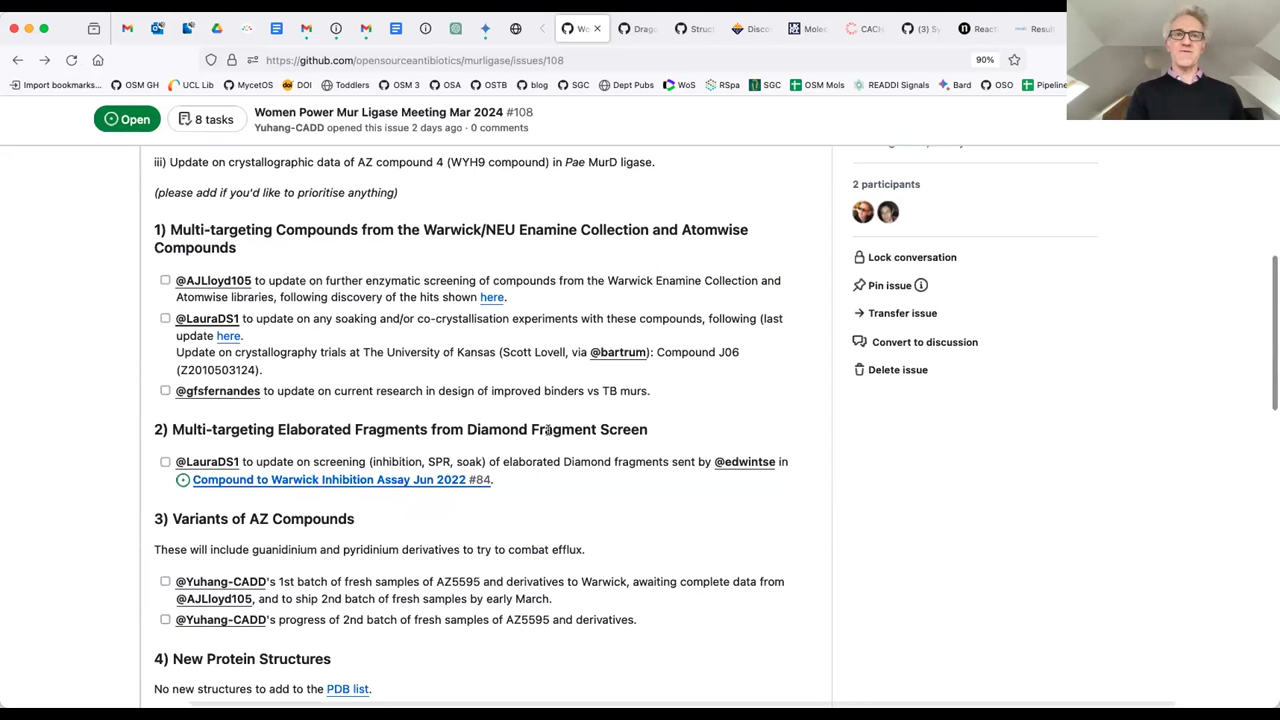 We
Drago
Struct
Disco
Molec
CACH
(3) Sy
React
Result
https://github.com/opensourceantibiotics/murligase/issues/108
90%
Import bookmarks...
OSM GH
UCL Lib
MycetOS
DOI
Toddlers
OSM 3
OSA
OSTB
blog
SGC
Dept Pubs
WoS
RSpa
SGC
OSM Mols
READDI Signals
Bard
OSO
Pipeline
Open
8 tasks
Women Power Mur Ligase Meeting Mar 2024 #108
Yuhang-CADD opened this issue 2 days ago · 0 comments
iii) Update on crystallographic data of AZ compound 4 (WYH9 compound) in Pae MurD ligase.
(please add if you'd like to prioritise anything)
1) Multi-targeting Compounds from the Warwick/NEU Enamine Collection and Atomwise
Compounds
@AJLloyd105 to update on further enzymatic screening of compounds from the Warwick Enamine Collection and
Atomwise libraries, following discovery of the hits shown here.
@LauraDS1 to update on any soaking and/or co-crystallisation experiments with these compounds, following (last
update here.
Update on crystallography trials at The University of Kansas (Scott Lovell, via @bartrum): Compound J06
(Z2010503124).
@gfsfernandes to update on current research in design of improved binders vs TB murs.
2) Multi-targeting Elaborated Fragments from Diamond Fragment Screen
@LauraDS1 to update on screening (inhibition, SPR, soak) of elaborated Diamond fragments sent by @edwintse in
Compound to Warwick Inhibition Assay Jun 2022 #84.
3) Variants of AZ Compounds
These will include guanidinium and pyridinium derivatives to try to combat efflux.
@Yuhang-CADD's 1st batch of fresh samples of AZ5595 and derivatives to Warwick, awaiting complete data from
@AJLloyd105, and to ship 2nd batch of fresh samples by early March.
@Yuhang-CADD's progress of 2nd batch of fresh samples of AZ5595 and derivatives.
4) New Protein Structures
No new structures to add to the PDB list.
2 participants
Lock conversation
Pin issue
Transfer issue
Convert to discussion
Delete issue